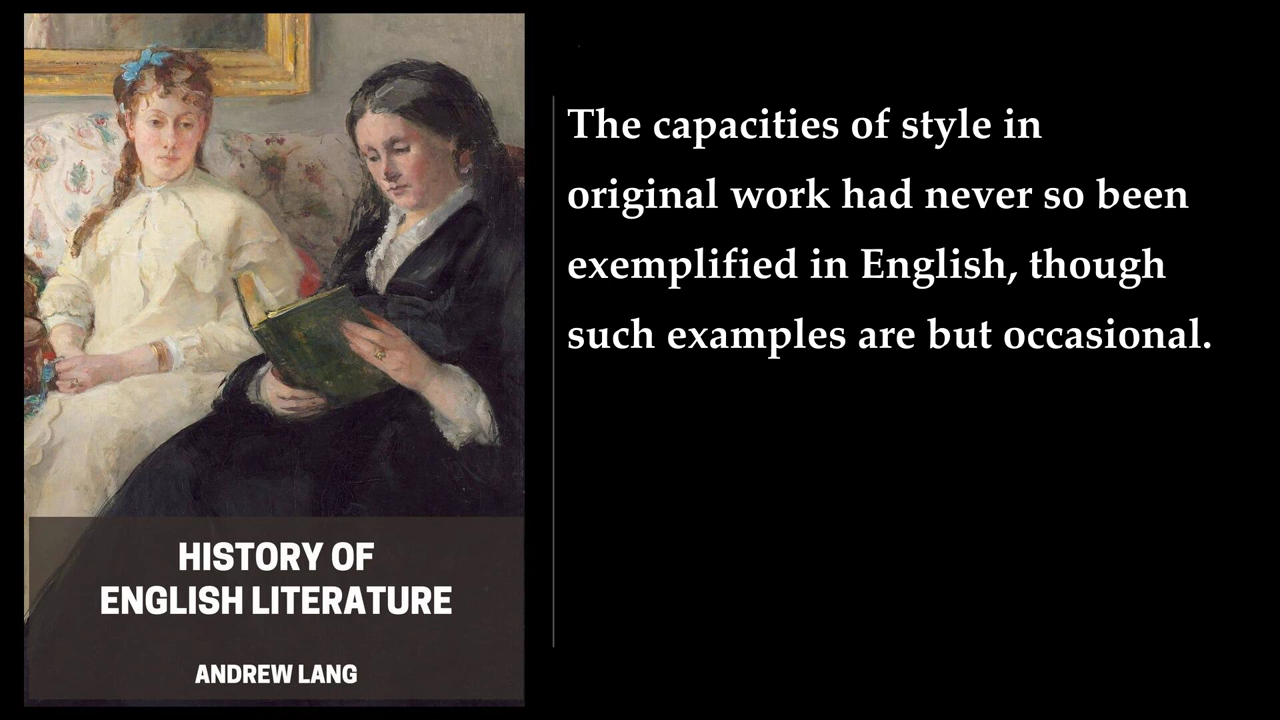 HISTORY OF
ENGLISH LITERATURE
ANDREW LANG
The capacities of style in
original work had never so been
exemplified in English, though
such examples are but occasional.